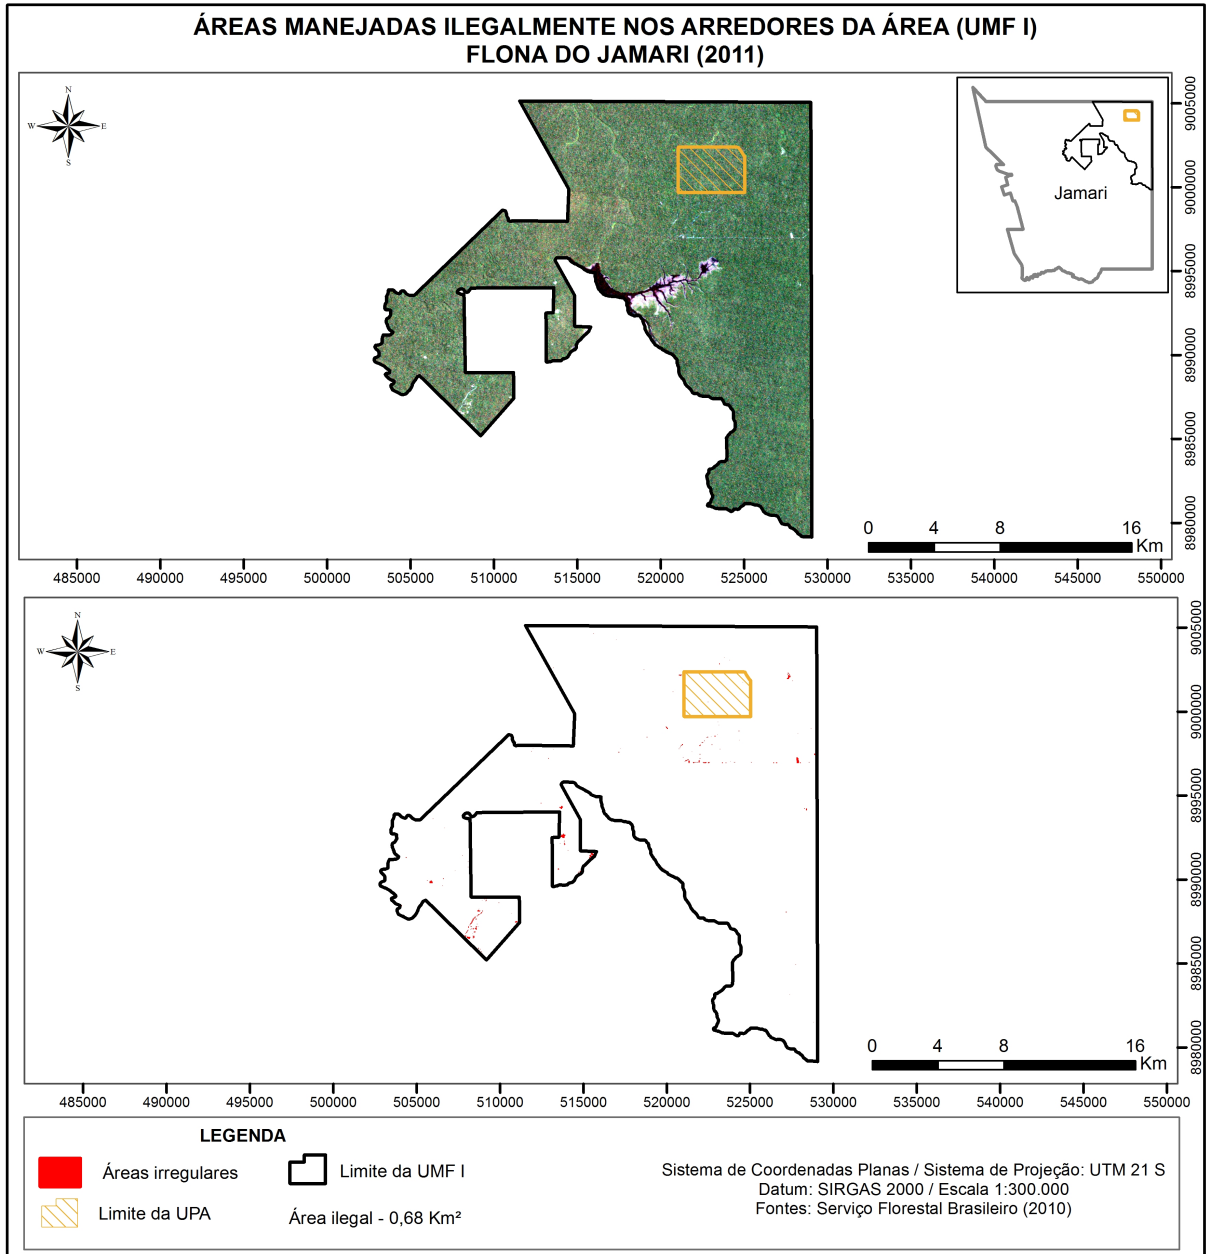 ÁREAS MANEJADAS ILEGALMENTE NOS ARREDORES DA ÁREA (UMF I)
FLONA DO JAMARI (2011)
N
W E
S
Jamari
9005000
9000000
8995000
8990000
8985000
8980000
0 4 8 16
Km
485000 490000 495000 500000 505000 510000 515000 520000 525000 530000 535000 540000 545000 550000
N
W E
S
9005000
9000000
8995000
8990000
8985000
8980000
0 4 8 16
Km
485000 490000 495000 500000 505000 510000 515000 520000 525000 530000 535000 540000 545000 550000
LEGENDA
Áreas irregulares
Limite da UMF I
Limite da UPA
Área ilegal - 0,68 Km²
Sistema de Coordenadas Planas / Sistema de Projeção: UTM 21 S
Datum: SIRGAS 2000 / Escala 1:300.000
Fontes: Serviço Florestal Brasileiro (2010)